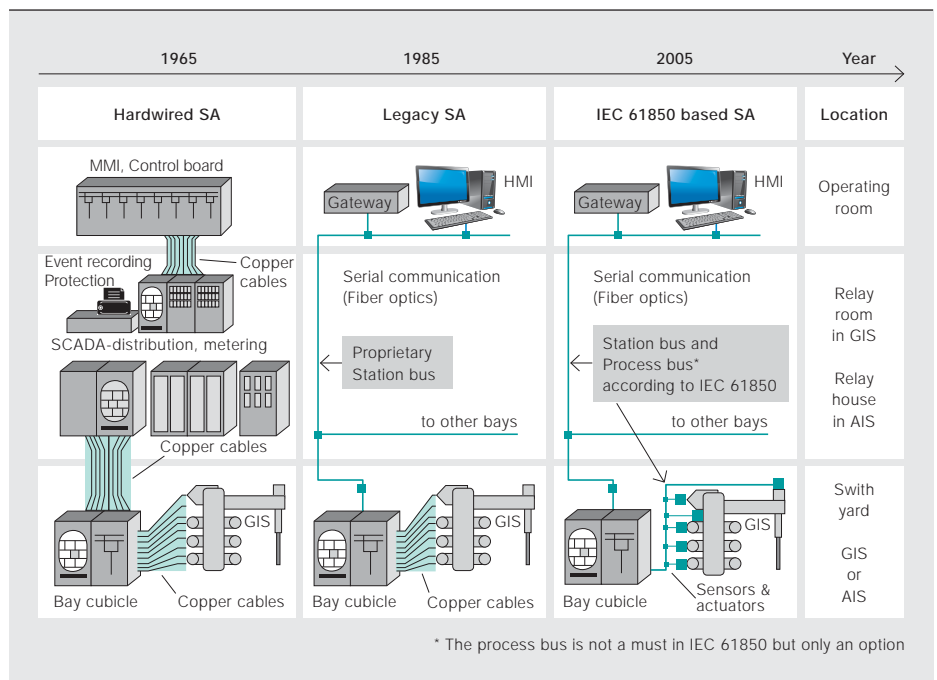 1965
1985
2005
Year
Hardwired SA
Legacy SA
IEC 61850 based SA
Location
MMI, Control board
Copper
cables
Event recording
Protection
SCADA-distribution, metering
Copper cables
GIS
Bay cubicle
Copper cables
Gateway
HMI
Serial communication
(Fiber optics)
Proprietary
Station bus
to other bays
GIS
Bay cubicle
Copper cables
Gateway
HMI
Serial communication
(Fiber optics)
Station bus and
Process bus*
according to IEC 61850
to other bays
GIS
Bay cubicle
Sensors &
actuators
Operating
room
Relay
room
in GIS
Relay
house
in AIS
Swith
yard
GIS
or
AIS
* The process bus is not a must in IEC 61850 but only an option